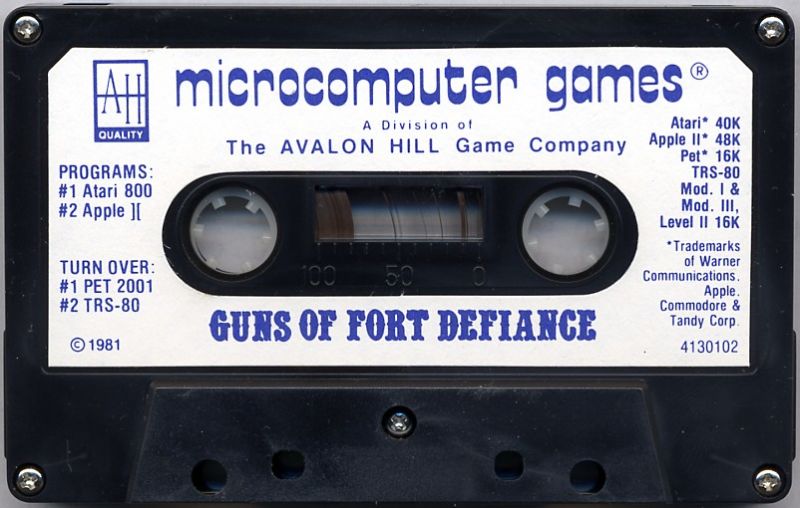 AH
QUALITY
microcomputer games®
A Division of
The AVALON HILL Game Company
PROGRAMS:
#1 Atari 800
#2 Apple ][
TURN OVER:
#1 PET 2001
#2 TRS-80
©1981
Atari* 40K
Apple II* 48K
Pet* 16K
TRS-80
Mod. I &
Mod. III,
Level II 16K
*Trademarks
of Warner
Communications.
Apple.
Commodore &
Tandy Corp.
4130102
100 50 0
GUNS OF FORT DEFIANCE